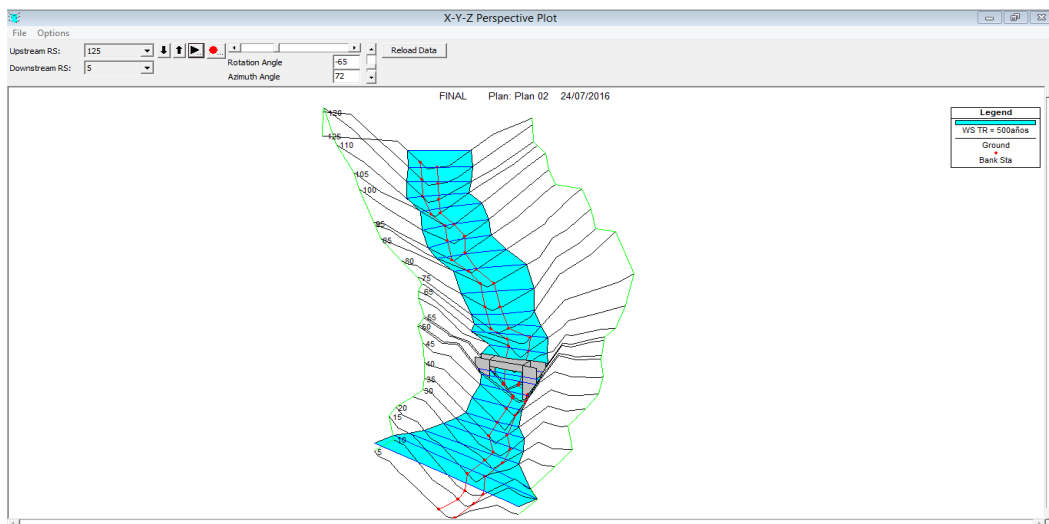 X-Y-Z Perspective Plot
File Options
Upstream RS: 125
Downstream RS: 5
Rotation Angle -65
Azimuth Angle 72
Reload Data
FINAL Plan: Plan 02 24/07/2016
Legend
WS TR = 500años
Ground
Bank Sta
120
125
110
105
100
95
85
80
75
65
55
50
45
40
35
30
20
15
10
5